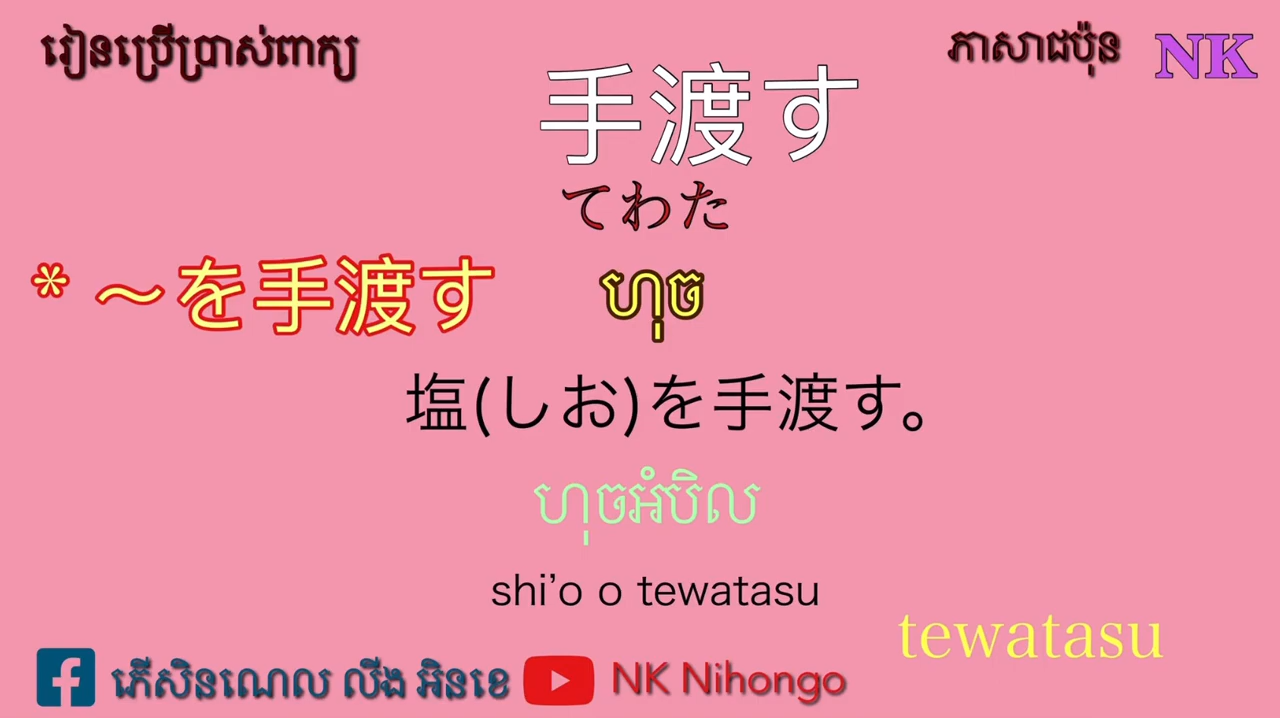 រៀនប្រើប្រាស់ពាក្យ
ភាសាជប៉ុន NK
手渡す
てわた
* ～を手渡す ហុច
塩(しお)を手渡す。
ហុចអំបិល
shi’o o tewatasu
tewatasu
ភើសិនណេល លីង អិនខេ NK Nihongo